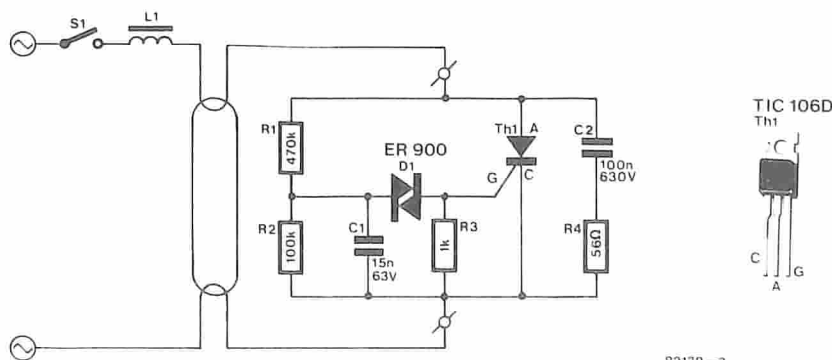 S1
L1
R1
470k
R2
100k
C1
15n
63V
ER 900
D1
R3
1k
Th1
A
G
C
C2
100n
630V
R4
56Ω
TIC 106D
Th1
C
A
G